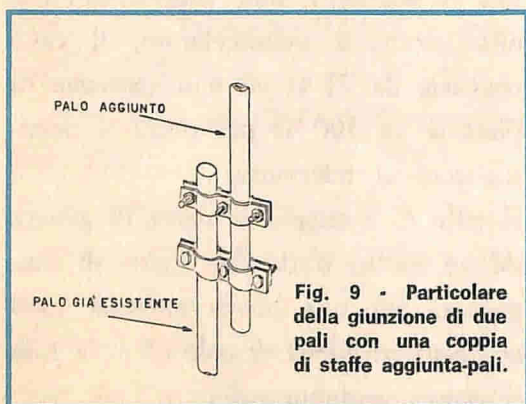 PALO AGGIUNTO
PALO GIA' ESISTENTE
Fig. 9 - Particolare
della giunzione di due
pali con una coppia
di staffe aggiunta-pali.